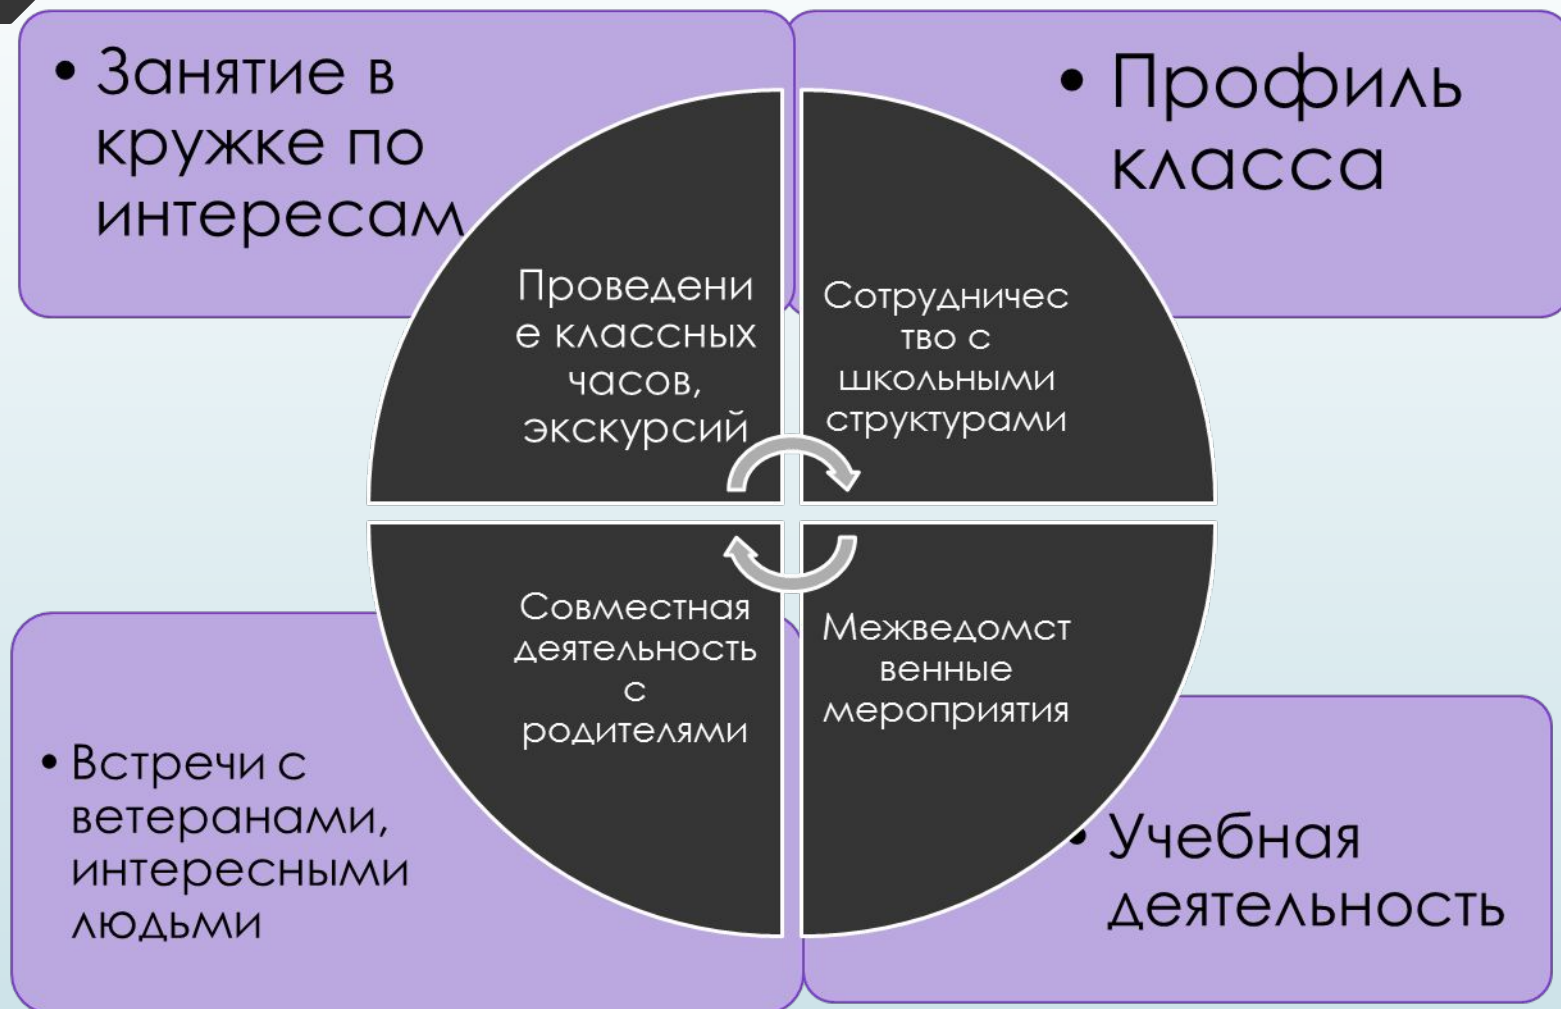 • Занятие в
кружке по
интересам
• Профиль
класса
Проведени
е классных
часов,
экскурсий
Сотрудничес
тво с
школьными
структурами
Совместная
деятельность
с
родителями
Межведомст
венные
мероприятия
• Встречи с
ветеранами,
интересными
людьми
• Учебная
деятельность